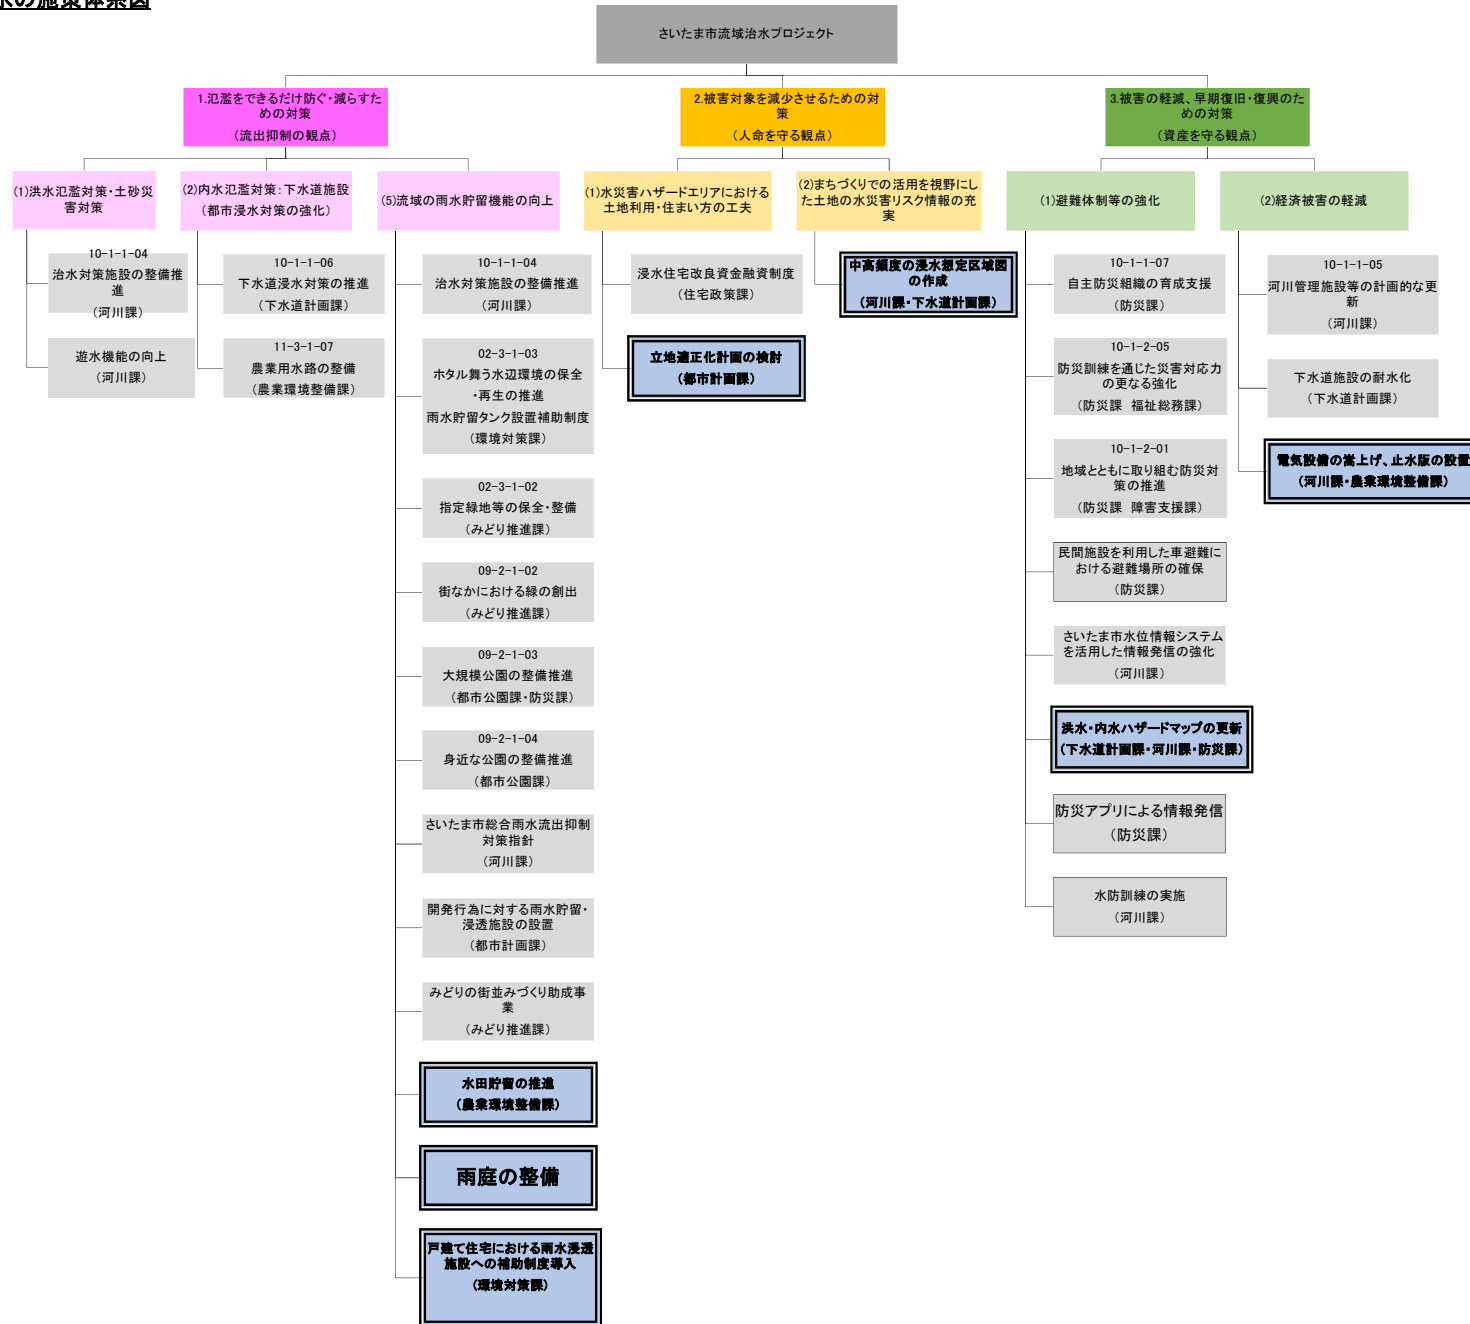 水の施策体系図
さいたま市流域治水プロジェクト
1.氾濫をできるだけ防ぐ・減らすた
めの対策
（流出抑制の観点）
2.被害対象を減少させるための対
策
（人命を守る観点）
3.被害の軽減、早期復旧・復興のた
めの対策
（資産を守る観点）
(1)洪水氾濫対策・土砂災
害対策
(2)内水氾濫対策：下水道施設
（都市浸水対策の強化）
(5)流域の雨水貯留機能の向上
(1)水災害ハザードエリアにおける
土地利用・住まい方の工夫
(2)まちづくりでの活用を視野にし
た土地の水災害リスク情報の充
実
(1)避難体制等の強化
(2)経済被害の軽減
10-1-1-04
治水対策施設の整備推
進
（河川課）
遊水機能の向上
（河川課）
10-1-1-06
下水道浸水対策の推進
（下水道計画課）
11-3-1-07
農業用水路の整備
（農業環境整備課）
10-1-1-04
治水対策施設の整備推進
（河川課）
02-3-1-03
ホタル舞う水辺環境の保全
・再生の推進
雨水貯留タンク設置補助制度
（環境対策課）
02-3-1-02
指定緑地等の保全・整備
（みどり推進課）
09-2-1-02
街なかにおける緑の創出
（みどり推進課）
09-2-1-03
大規模公園の整備推進
（都市公園課・防災課）
09-2-1-04
身近な公園の整備推進
（都市公園課）
さいたま市総合雨水流出抑制
対策指針
（河川課）
開発行為に対する雨水貯留・
浸透施設の設置
（都市計画課）
みどりの街並みづくり助成事
業
（みどり推進課）
水田貯留の推進
（農業環境整備課）
雨庭の整備
戸建て住宅における雨水浸透
施設への補助制度導入
（環境対策課）
浸水住宅改良資金融資制度
（住宅政策課）
立地適正化計画の検討
（都市計画課）
中高頻度の浸水想定区域図
の作成
（河川課・下水道計画課）
10-1-1-07
自主防災組織の育成支援
（防災課）
10-1-2-05
防災訓練を通じた災害対応力
の更なる強化
（防災課 福祉総務課）
10-1-2-01
地域とともに取り組む防災対
策の推進
（防災課 障害支援課）
民間施設を利用した車避難に
おける避難場所の確保
（防災課）
さいたま市水位情報システム
を活用した情報発信の強化
（河川課）
洪水・内水ハザードマップの更新
（下水道計画課・河川課・防災課）
防災アプリによる情報発信
（防災課）
水防訓練の実施
（河川課）
10-1-1-05
河川管理施設等の計画的な更
新
（河川課）
下水道施設の耐水化
（下水道計画課）
電気設備の嵩上げ、止水版の設置
（河川課・農業環境整備課）